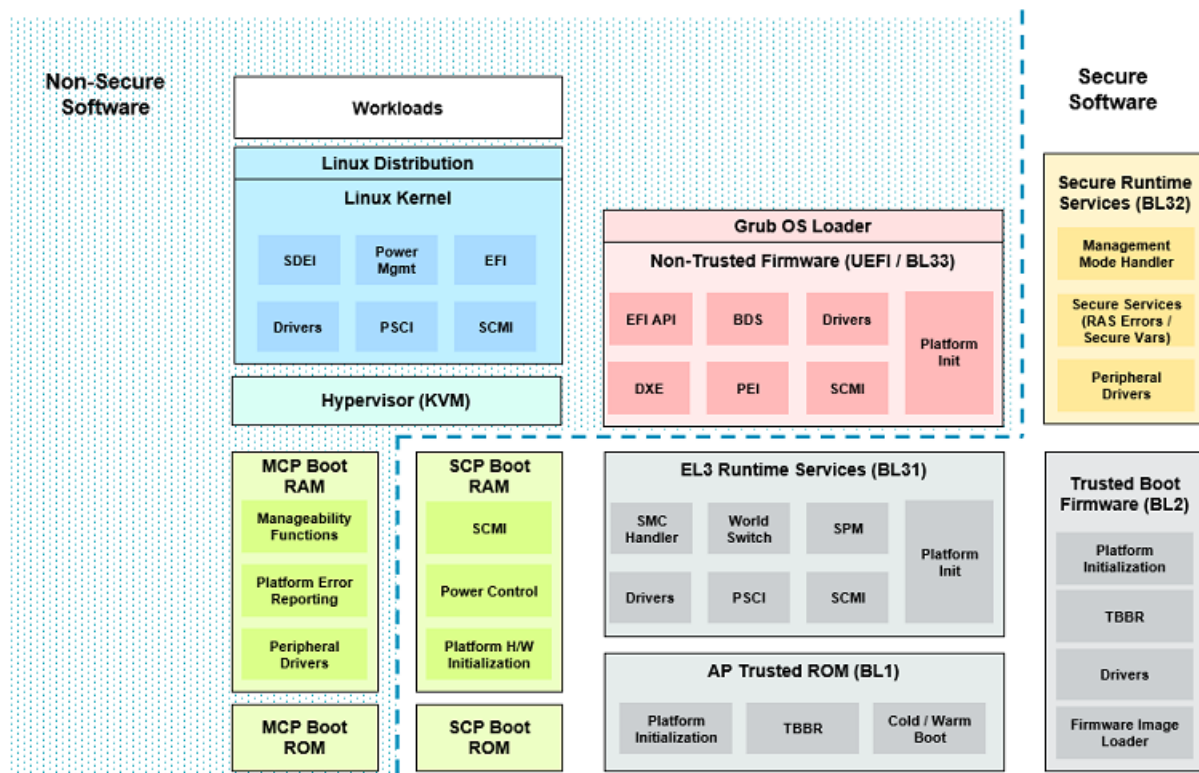 Non-Secure
Software
Workloads
Linux Distribution
Linux Kernel
SDEI
Power
Mgmt
EFI
Drivers
PSCI
SCMI
Hypervisor (KVM)
Grub OS Loader
Non-Trusted Firmware (UEFI / BL33)
EFI API
BDS
Drivers
Platform
Init
DXE
PEI
SCMI
Secure
Software
Secure Runtime
Services (BL32)
Management
Mode Handler
Secure Services
(RAS Errors /
Secure Vars)
Peripheral
Drivers
MCP Boot
RAM
Manageability
Functions
Platform Error
Reporting
Peripheral
Drivers
MCP Boot
ROM
SCP Boot
RAM
SCMI
Power Control
Platform H/W
Initialization
SCP Boot
ROM
EL3 Runtime Services (BL31)
SMC
Handler
World
Switch
SPM
Platform
Init
Drivers
PSCI
SCMI
AP Trusted ROM (BL1)
Platform
Initialization
TBBR
Cold / Warm
Boot
Trusted Boot
Firmware (BL2)
Platform
Initialization
TBBR
Drivers
Firmware Image
Loader